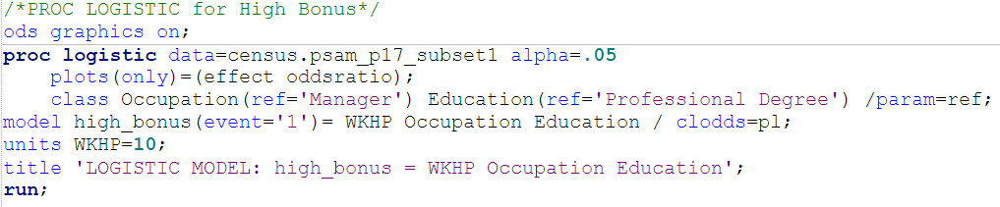 /*PROC LOGISTIC for High Bonus*/
ods graphics on;
proc logistic data=census.psam_p17_subset1 alpha=.05
    plots(only)=(effect oddsratio);
    class Occupation(ref='Manager') Education(ref='Professional Degree') /param=ref;
model high_bonus(event='1')= WKHP Occupation Education / clodds=pl;
units WKHP=10;
title 'LOGISTIC MODEL: high_bonus = WKHP Occupation Education';
run;